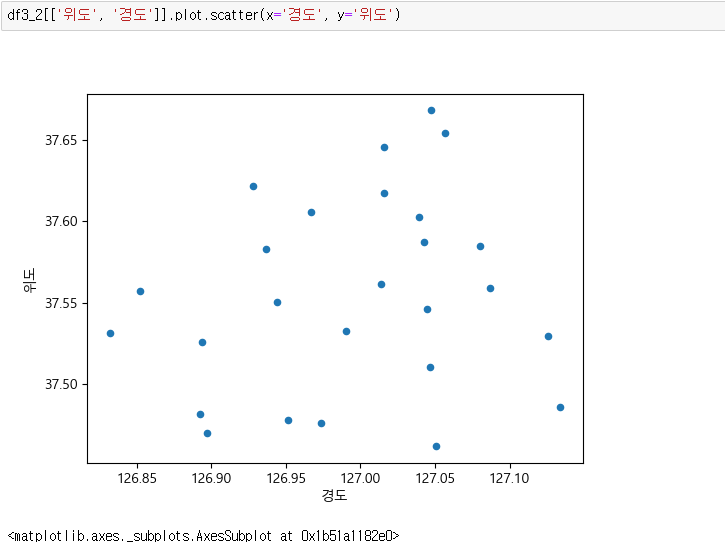 df3_2[['위도', '경도']].plot.scatter(x='경도', y='위도')
37.65
37.60
37.55
37.50
위도
126.85 126.90 126.95 127.00 127.05 127.10
경도
<matplotlib.axes._subplots.AxesSubplot at 0x1b51a1182e0>